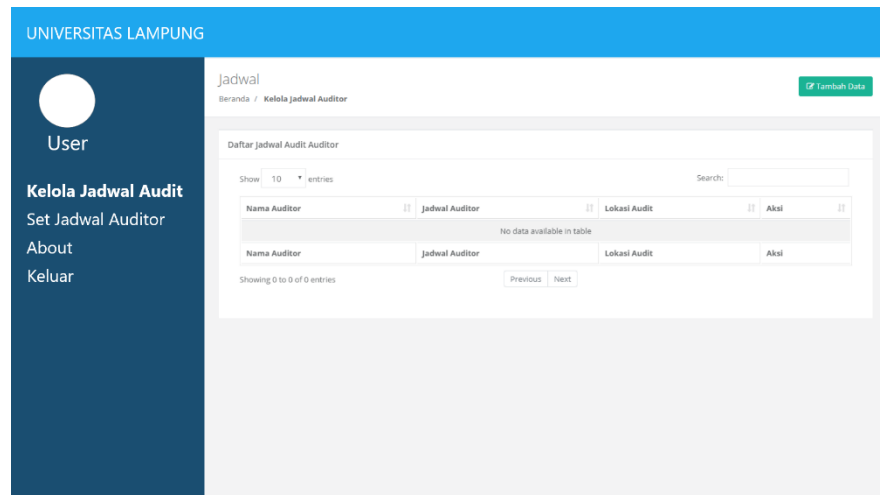 UNIVERSITAS LAMPUNG
User
Kelola Jadwal Audit
Set Jadwal Auditor
About
Keluar
Jadwal
Beranda / Kelola Jadwal Auditor
Tambah Data
Daftar Jadwal Audit Auditor
Show 10 entries Search:
Nama Auditor Jadwal Auditor Lokasi Audit Aksi
No data available in table
Nama Auditor Jadwal Auditor Lokasi Audit Aksi
Showing 0 to 0 of 0 entries Previous Next